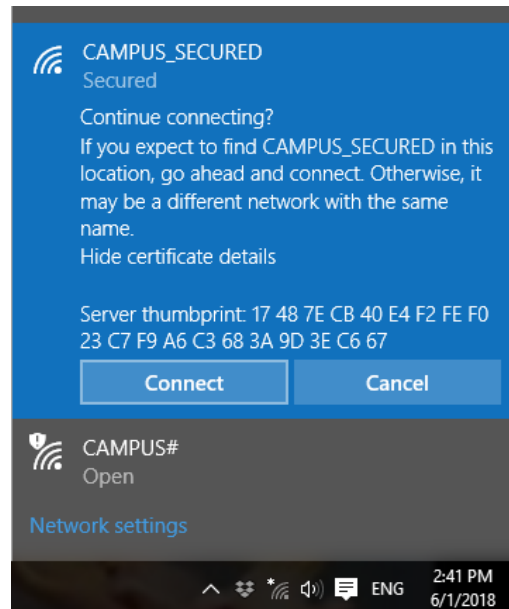 CAMPUS_SECURED
Secured
Continue connecting?
If you expect to find CAMPUS_SECURED in this
location, go ahead and connect. Otherwise, it
may be a different network with the same
name.
Hide certificate details
Server thumbprint: 17 48 7E CB 40 E4 F2 FE F0
23 C7 F9 A6 C3 68 3A 9D 3E C6 67
Connect Cancel
CAMPUS#
Open
Network settings
ENG 2:41 PM
6/1/2018